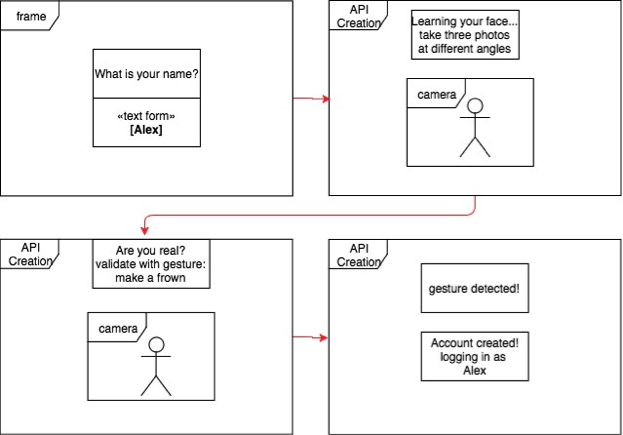 frame
What is your name?
«text form»
[Alex]
API
Creation
Learning your face...
take three photos
at different angles
camera
API
Creation
Are you real?
validate with gesture:
make a frown
camera
API
Creation
gesture detected!
Account created!
logging in as
Alex